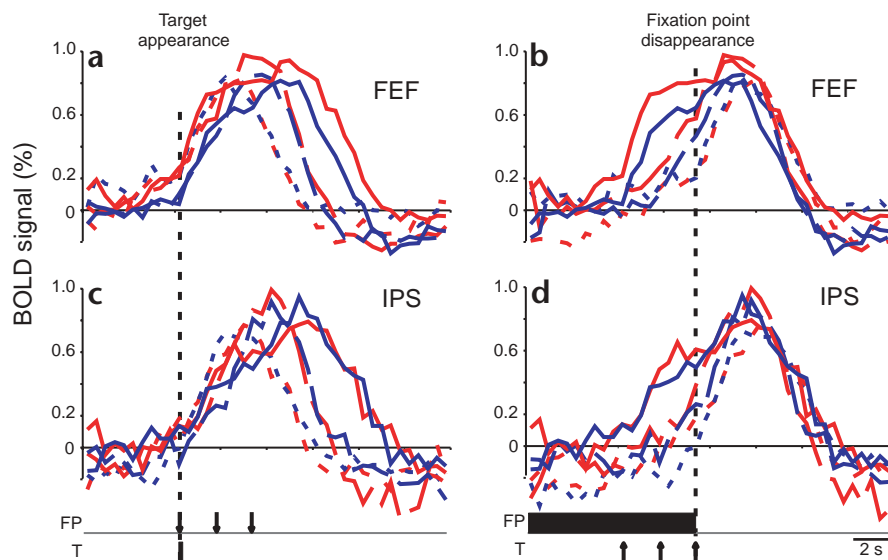 Target
appearance
Fixation point
disappearance
BOLD signal (%)
a
FEF
1.0
0.6
0.2
0
b
FEF
1.0
0.6
0.2
0
c
IPS
1.0
0.6
0.2
0
d
IPS
1.0
0.6
0.2
0
FP
T
FP
T
2 s